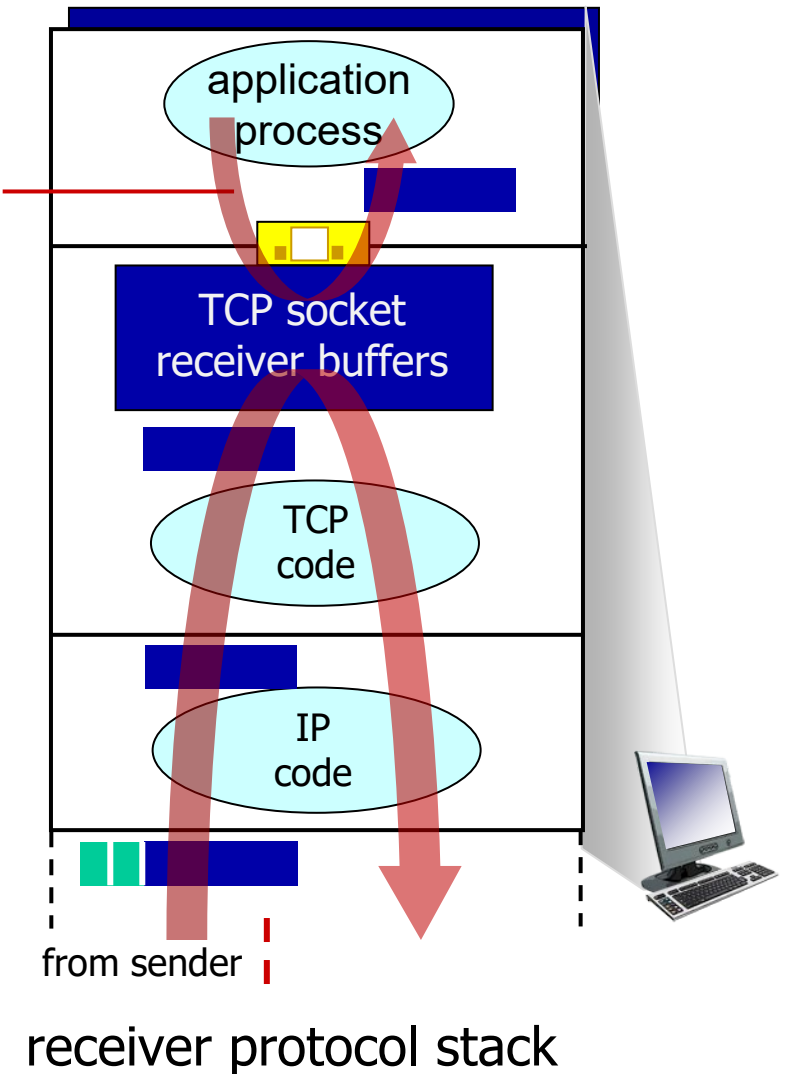 application
process
TCP socket
receiver buffers
TCP
code
IP
code
from sender
receiver protocol stack